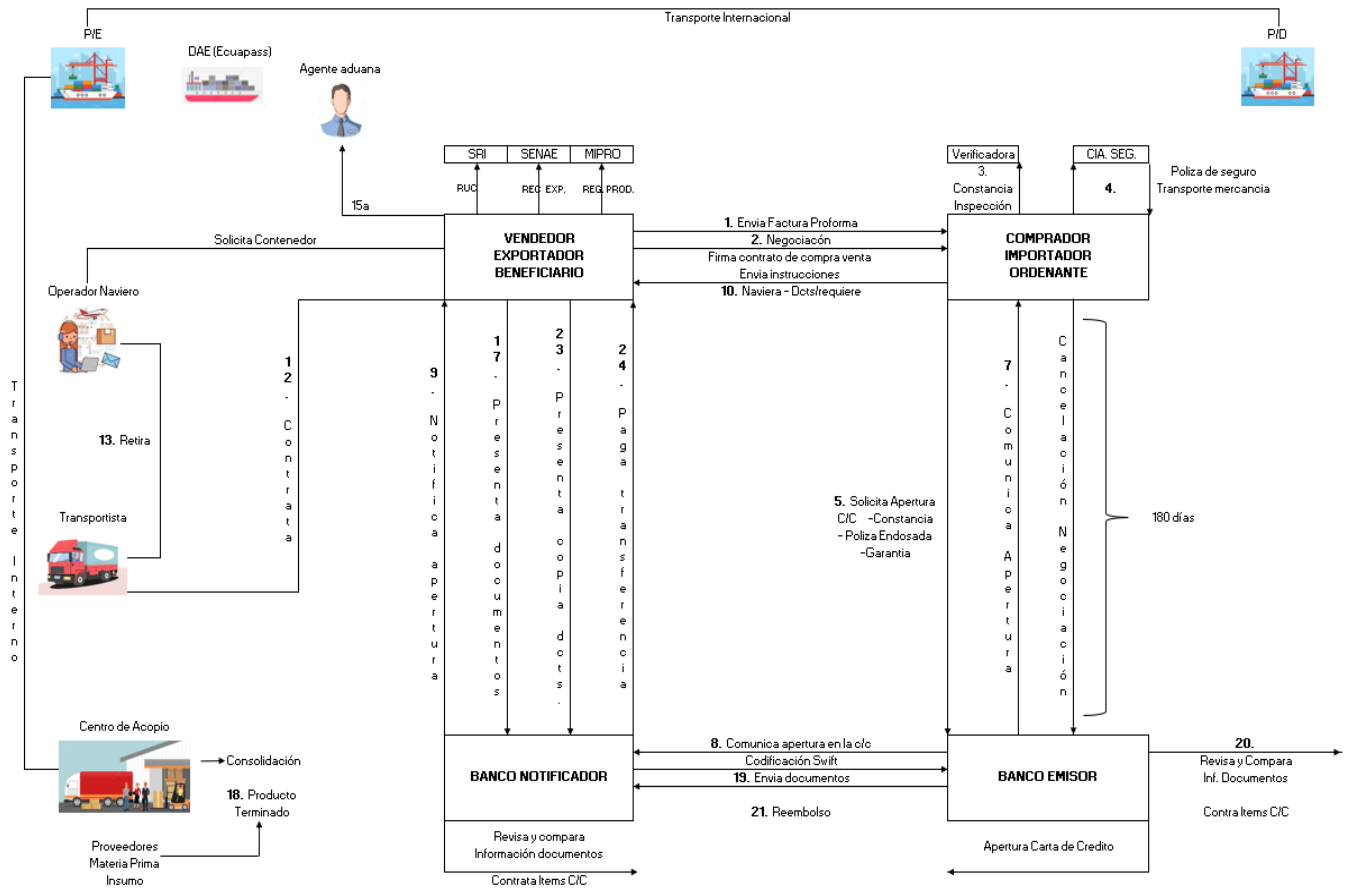 Transporte Internacional
P/E
P/D
DAE (Ecuapass)
Agente aduana
SRI
SENAE
MIPRO
Verificadora
CIA. SEG.
RUC
REC EXP.
REG. PROD.
3.
Constancia
Inspección
4.
Poliza de seguro
Transporte mercancia
15a
Solicita Contenedor
VENDEDOR
EXPORTADOR
BENEFICIARIO
1. Envia Factura Proforma
2. Negociacón
Firma contrato de compra venta
Envia instrucciones
10. Naviera - Dcts/requiere
COMPRADOR
IMPORTADOR
ORDENANTE
Operador Naviero
13. Retira
Transportista
Transporte Interno
12. Contrata
9. Notifica apertura
17. Presenta documentos
23. Presenta copia dcts.
24. Paga transferencia
5. Solicita Apertura
C/C -Constancia
-Poliza Endosada
-Garantia
7. Comunica Apertura
Cancelación Negociación
180 días
Centro de Acopio
Consolidación
18. Producto
Terminado
Proveedores
Materia Prima
Insumo
BANCO NOTIFICADOR
8. Comunica apertura en la c/c
Codificación Swift
19. Envia documentos
21. Reembolso
BANCO EMISOR
20.
Revisa y Compara
Inf. Documentos
Contra Items C/C
Revisa y compara
Información documentos
Contrata Items C/C
Apertura Carta de Credito